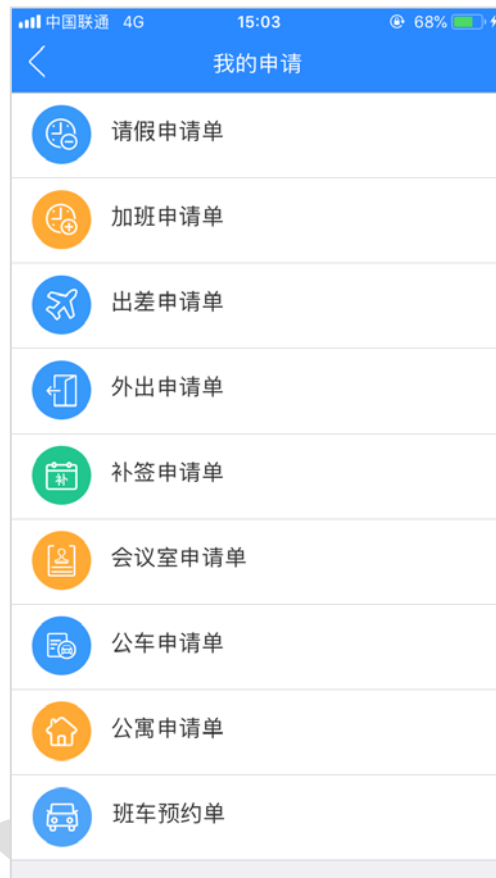 中国联通 4G 15:03 68%
我的申请
请假申请单
加班申请单
出差申请单
外出申请单
补
补签申请单
会议室申请单
公车申请单
公寓申请单
班车预约单